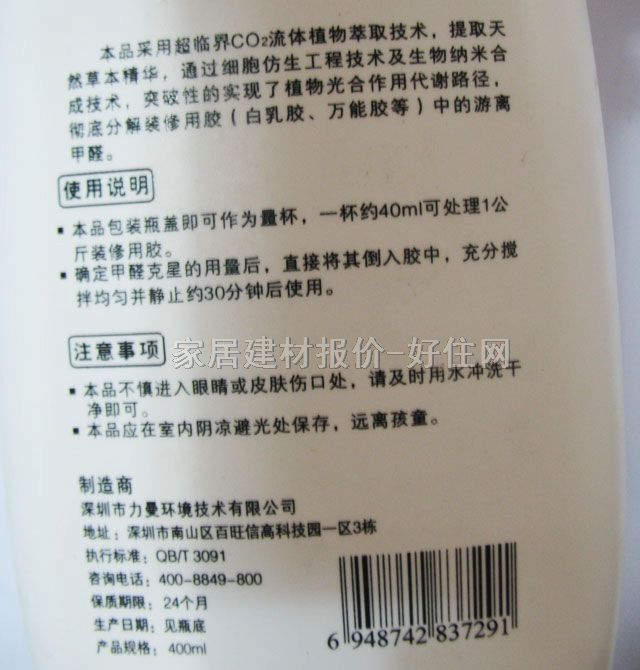 本品采用超临界CO₂流体植物萃取技术，提取天
然草本精华，通过细胞仿生工程技术及生物纳米合
成技术，突破性的实现了植物光合作用代谢路径，
彻底分解装修用胶（白乳胶、万能胶等）中的游离
甲醛。
使用说明
▪ 本品包装瓶盖即可作为量杯，一杯约40ml可处理1公
斤装修用胶。
▪ 确定甲醛克星的用量后，直接将其倒入胶中，充分搅
拌均匀并静止约30分钟后使用。
家居建材报价-好住网
注意事项
▪ 本品不慎进入眼睛或皮肤伤口处，请及时用水冲洗干
净即可。
▪ 本品应在室内阴凉避光处保存，远离孩童。
制造商
深圳市力曼环境技术有限公司
地址：深圳市南山区百旺信高科技园一区3栋
执行标准：QB/T 3091
咨询电话：400-8849-800
保质期限：24个月
生产日期：见瓶底
产品规格：400ml
6 948742 837291